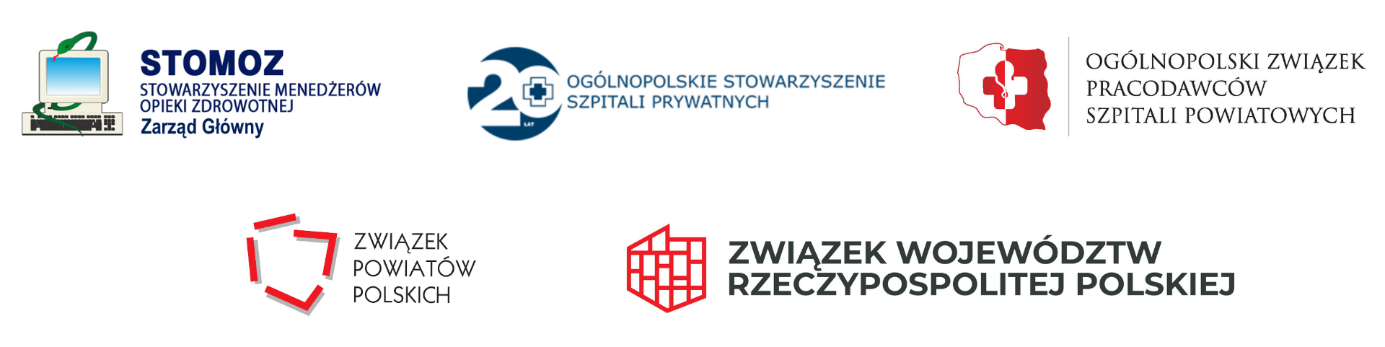 STOMOZ
STOWARZYSZENIE MENEDŻERÓW
OPIEKI ZDROWOTNEJ
Zarząd Główny
20
LAT
OGÓLNOPOLSKIE STOWARZYSZENIE
SZPITALI PRYWATNYCH
OGÓLNOPOLSKI ZWIĄZEK
PRACODAWCÓW
SZPITALI POWIATOWYCH
ZWIĄZEK
POWIATÓW
POLSKICH
ZWIĄZEK WOJEWÓDZTW
RZECZYPOSPOLITEJ POLSKIEJ